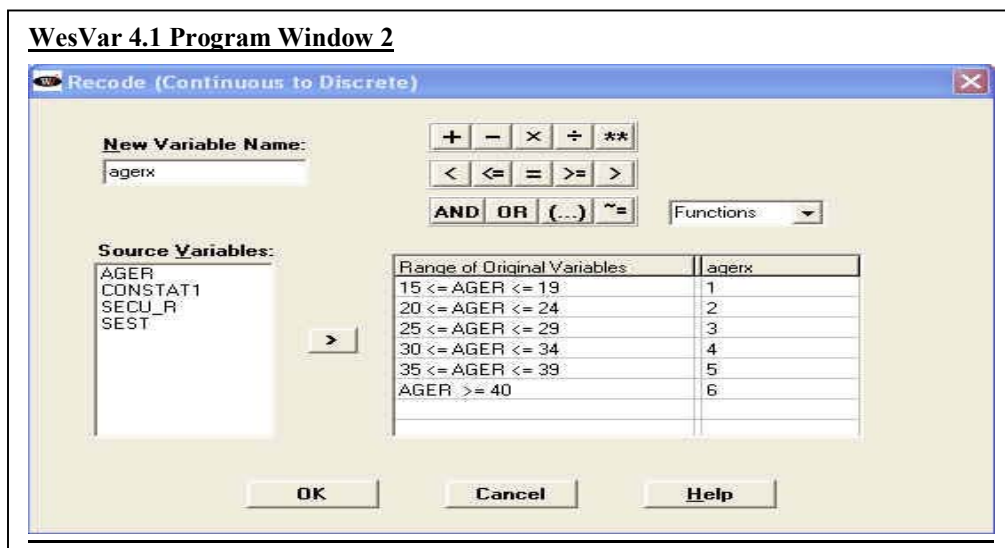 WesVar 4.1 Program Window 2
Recode (Continuous to Discrete)
New Variable Name:
agerx
+ - × ÷ **
< <= = >= >
AND OR (...) ~=
Functions
Source Variables:
AGER
CONSTAT1
SECU_R
SEST
>
Range of Original Variables agerx
15 <= AGER <= 19 1
20 <= AGER <= 24 2
25 <= AGER <= 29 3
30 <= AGER <= 34 4
35 <= AGER <= 39 5
AGER >= 40 6
OK Cancel Help